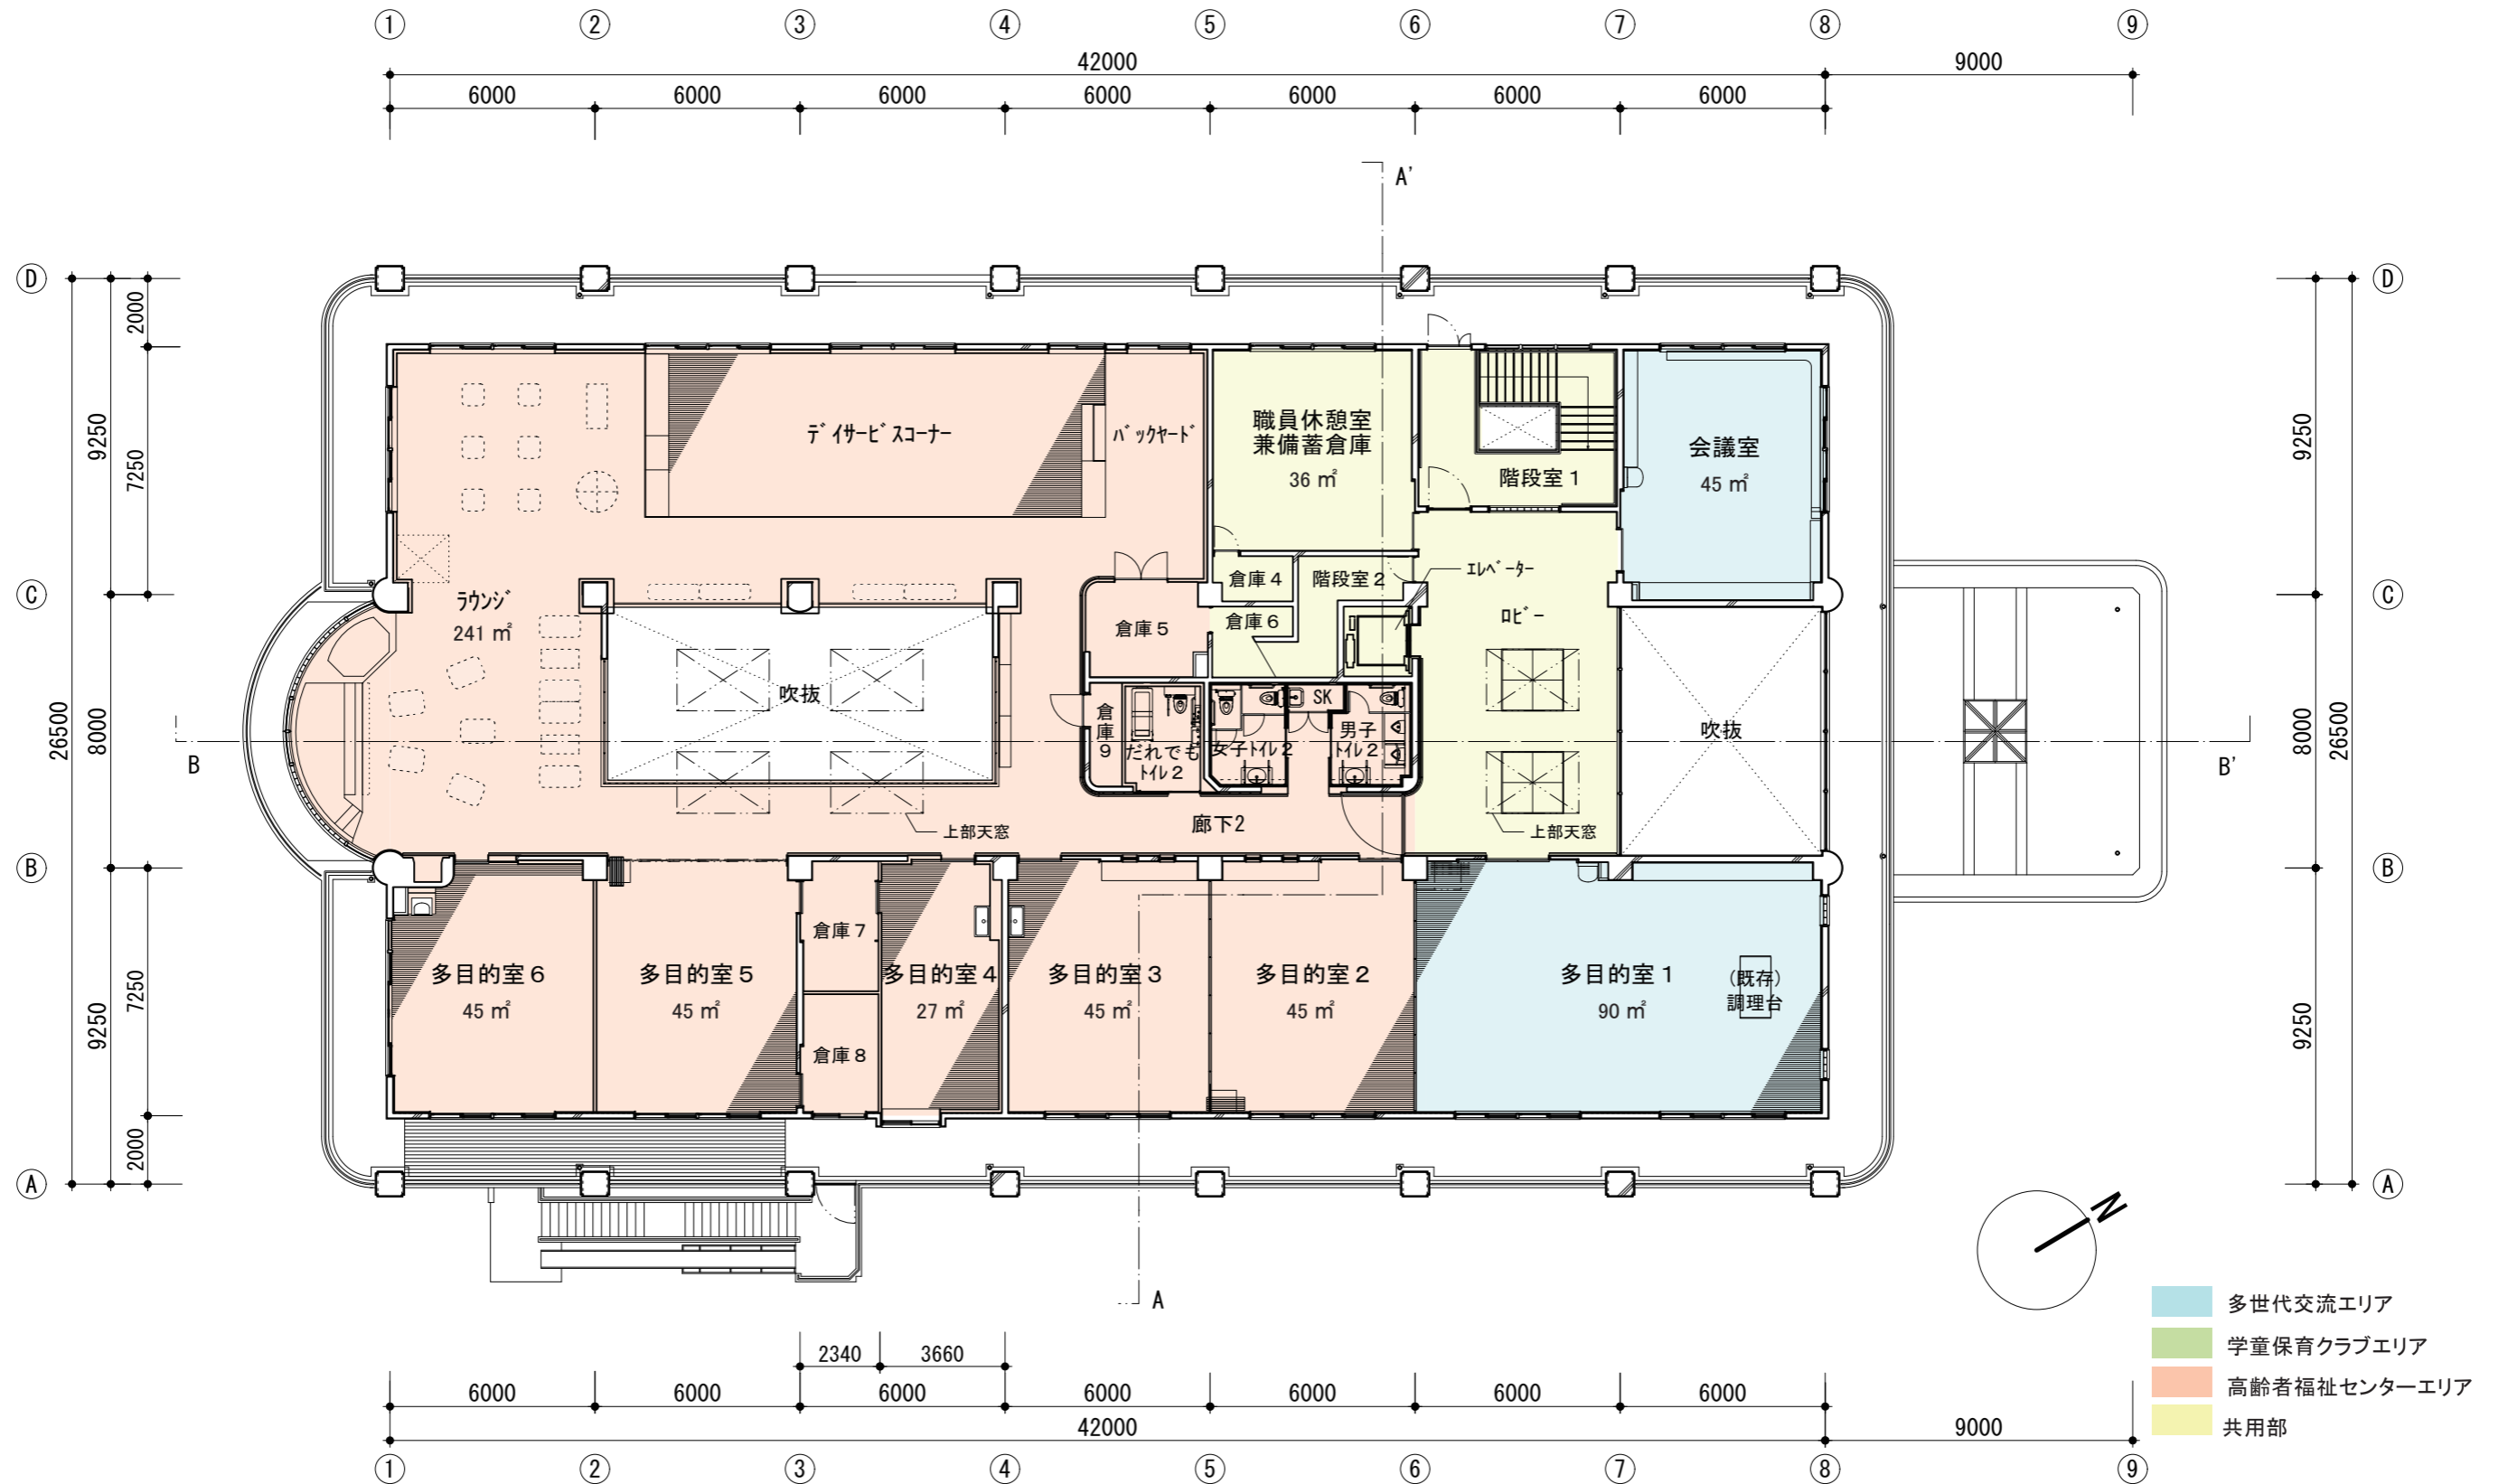 ① ② ③ ④ ⑤ ⑥ ⑦ ⑧ ⑨
42000 9000
6000 6000 6000 6000 6000 6000 6000
A'
Ⓓ Ⓓ
2000
9250
7250
9250
デイサービスコーナー
バックヤード
職員休憩室
兼備蓄倉庫
36 ㎡
階段室１
会議室
45 ㎡
倉庫４
階段室２
エレベーター
Ⓒ Ⓒ
ラウンジ
241 ㎡
倉庫５
倉庫６
ロビー
吹抜
SK
倉庫９
だれでも
トイレ２
女子トイレ２
男子
トイレ２
吹抜
26500
8000
8000
26500
B B'
上部天窓
廊下2
上部天窓
Ⓑ Ⓑ
倉庫７
多目的室６
45 ㎡
多目的室５
45 ㎡
多目的室４
27 ㎡
多目的室３
45 ㎡
多目的室２
45 ㎡
多目的室１
90 ㎡
(既存)
調理台
倉庫８
9250
7250
9250
2000
Ⓐ Ⓐ
N
A
2340 3660
6000 6000 6000 6000 6000 6000 6000
42000 9000
① ② ③ ④ ⑤ ⑥ ⑦ ⑧ ⑨
多世代交流エリア
学童保育クラブエリア
高齢者福祉センターエリア
共用部